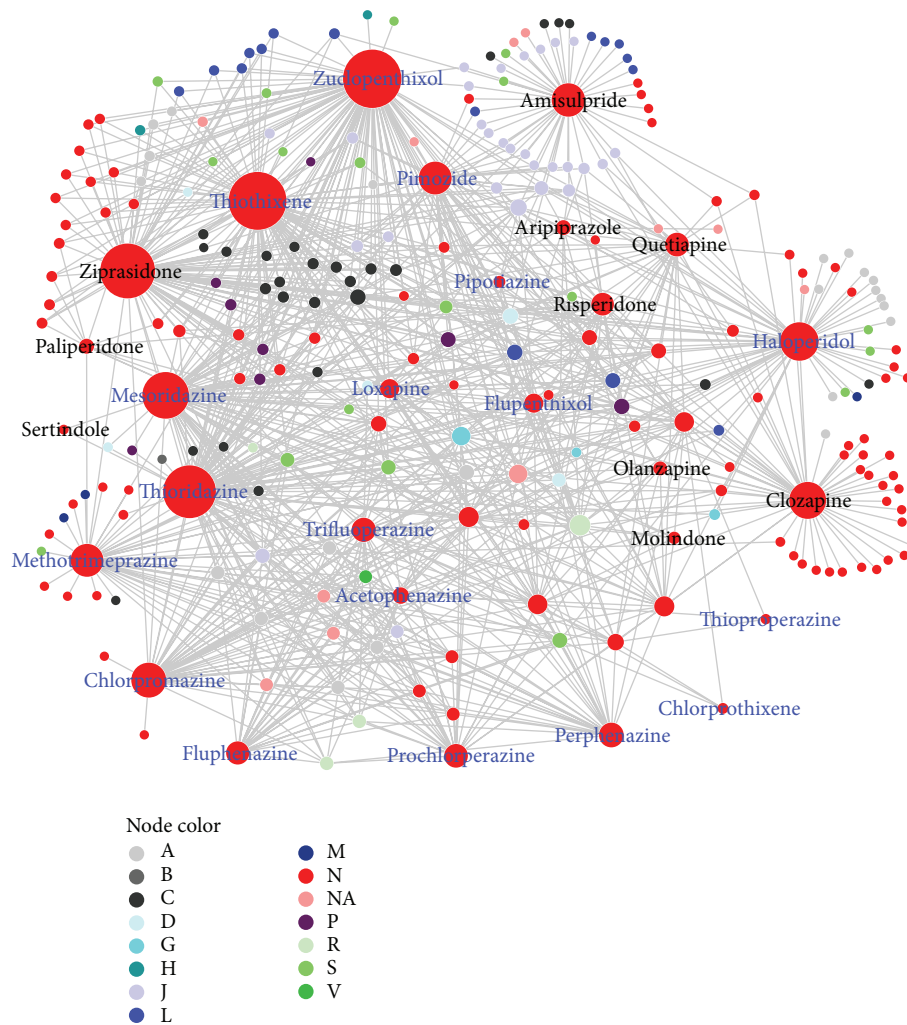 Zuclopenthixol
Amisulpride
Pimozide
Thiothixene
Aripiprazole
Quetiapine
Ziprasidone
Pipotiazine
Risperidone
Paliperidone
Haloperidol
Mesoridazine
Loxapine
Flupenthixol
Sertindole
Olanzapine
Thioridazine
Clozapine
Trifluoperazine
Molindone
Methotrimeprazine
Acetophenazine
Thioproperazine
Chlorpromazine
Chlorprothixene
Perphenazine
Fluphenazine
Prochlorperazine
Node color
A
B
C
D
G
H
J
L
M
N
NA
P
R
S
V